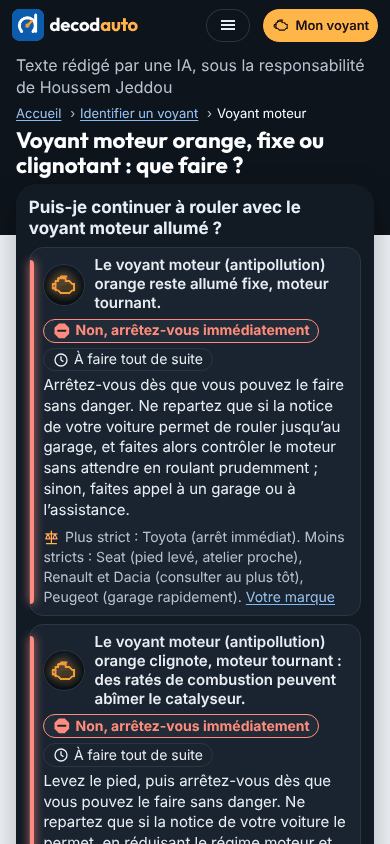 decodauto
Mon voyant
Texte rédigé par une IA, sous la responsabilité
de Houssem Jeddou
Accueil › Identifier un voyant › Voyant moteur
Voyant moteur orange, fixe ou
clignotant : que faire ?
Puis-je continuer à rouler avec le
voyant moteur allumé ?
Le voyant moteur (antipollution)
orange reste allumé fixe, moteur
tournant.
Non, arrêtez-vous immédiatement
À faire tout de suite
Arrêtez-vous dès que vous pouvez le faire
sans danger. Ne repartez que si la notice
de votre voiture permet de rouler jusqu’au
garage, et faites alors contrôler le moteur
sans attendre en roulant prudemment ;
sinon, faites appel à un garage ou à
l’assistance.
Plus strict : Toyota (arrêt immédiat). Moins
stricts : Seat (pied levé, atelier proche),
Renault et Dacia (consulter au plus tôt),
Peugeot (garage rapidement). Votre marque
Le voyant moteur (antipollution)
orange clignote, moteur tournant :
des ratés de combustion peuvent
abîmer le catalyseur.
Non, arrêtez-vous immédiatement
À faire tout de suite
Levez le pied, puis arrêtez-vous dès que
vous pouvez le faire sans danger. Ne
repartez que si la notice de votre voiture le
permet, en réduisant le régime moteur et